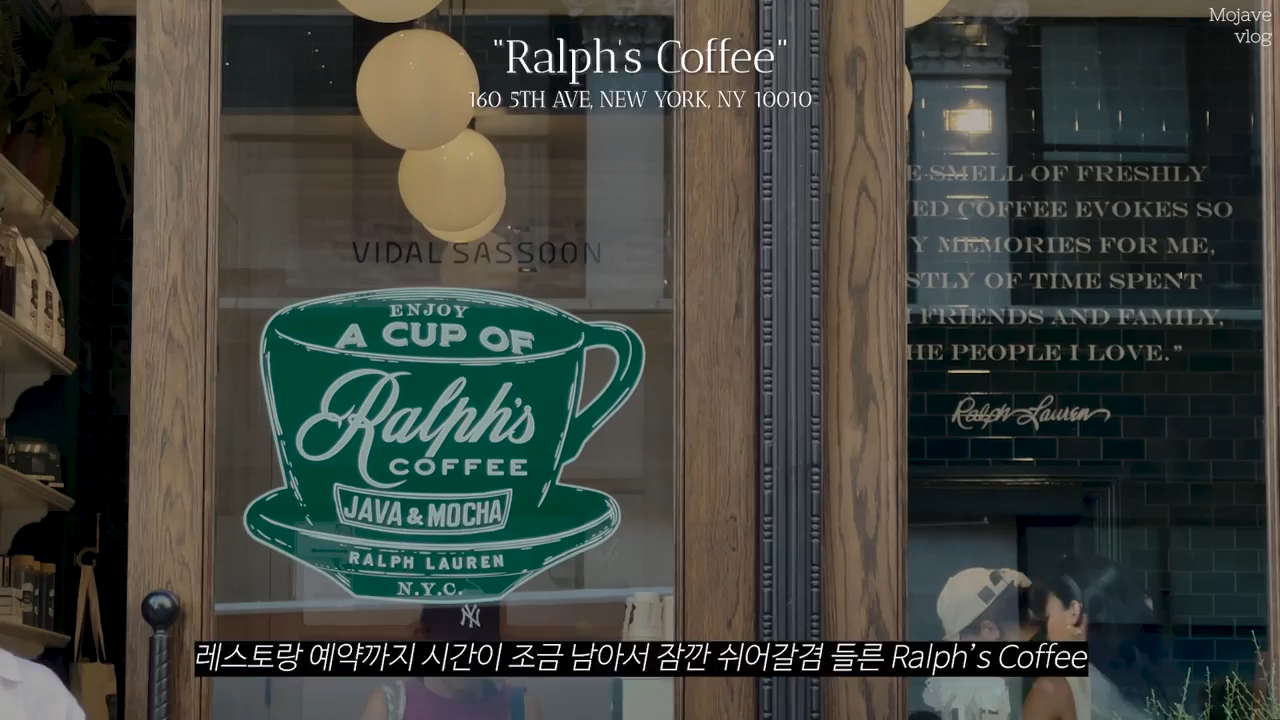 Mojave
vlog
"Ralph's Coffee"
160 5TH AVE, NEW YORK, NY 10010
VIDAL SASSOON
ENJOY
A CUP OF
Ralph's
COFFEE
JAVA & MOCHA
RALPH LAUREN
N.Y.C.
NY
SMELL OF FRESHLY
COFFEE EVOKES SO
MEMORIES FOR ME,
OF TIME SPENT
FRIENDS AND FAMILY,
PEOPLE I LOVE."
Ralph Lauren
레스토랑 예약까지 시간이 조금 남아서 잠깐 쉬어갈겸 들른 Ralph's Coffee